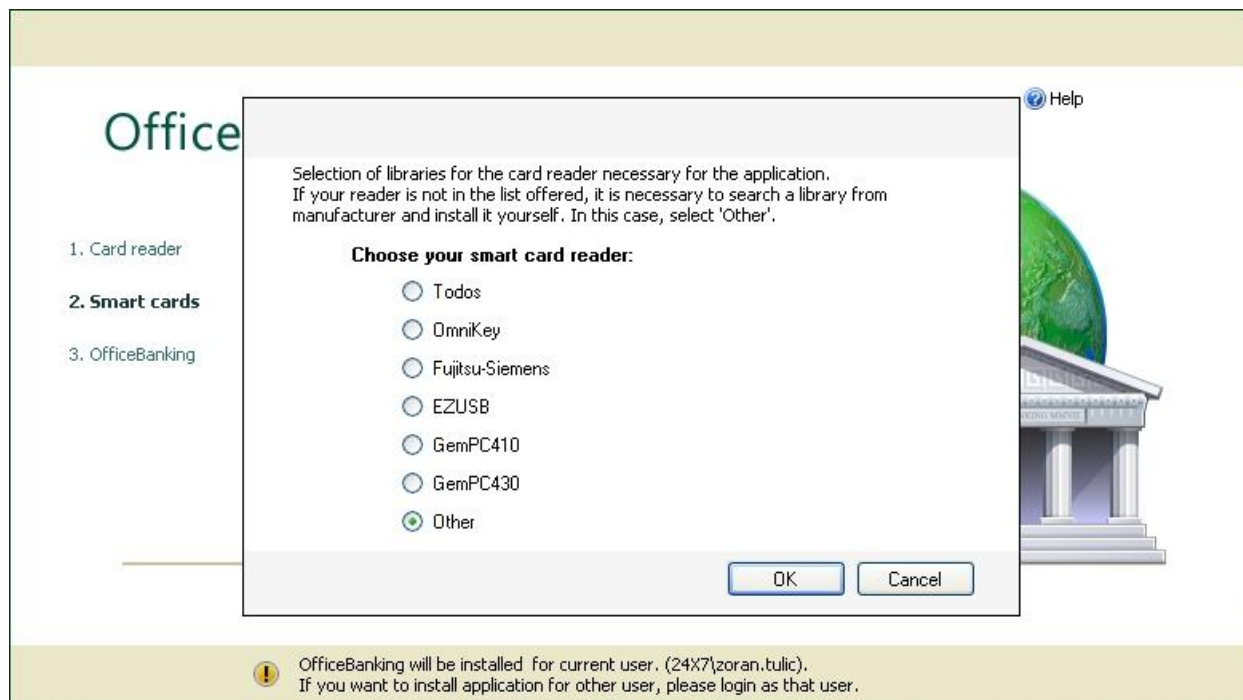 Help
Office
Selection of libraries for the card reader necessary for the application.
If your reader is not in the list offered, it is necessary to search a library from
manufacturer and install it yourself. In this case, select 'Other'.
1. Card reader
2. Smart cards
3. OfficeBanking
Choose your smart card reader:
Todos
OmniKey
Fujitsu-Siemens
EZUSB
GemPC410
GemPC430
Other
OK
Cancel
OfficeBanking will be installed for current user. (24X7\zoran.tulic).
If you want to install application for other user, please login as that user.